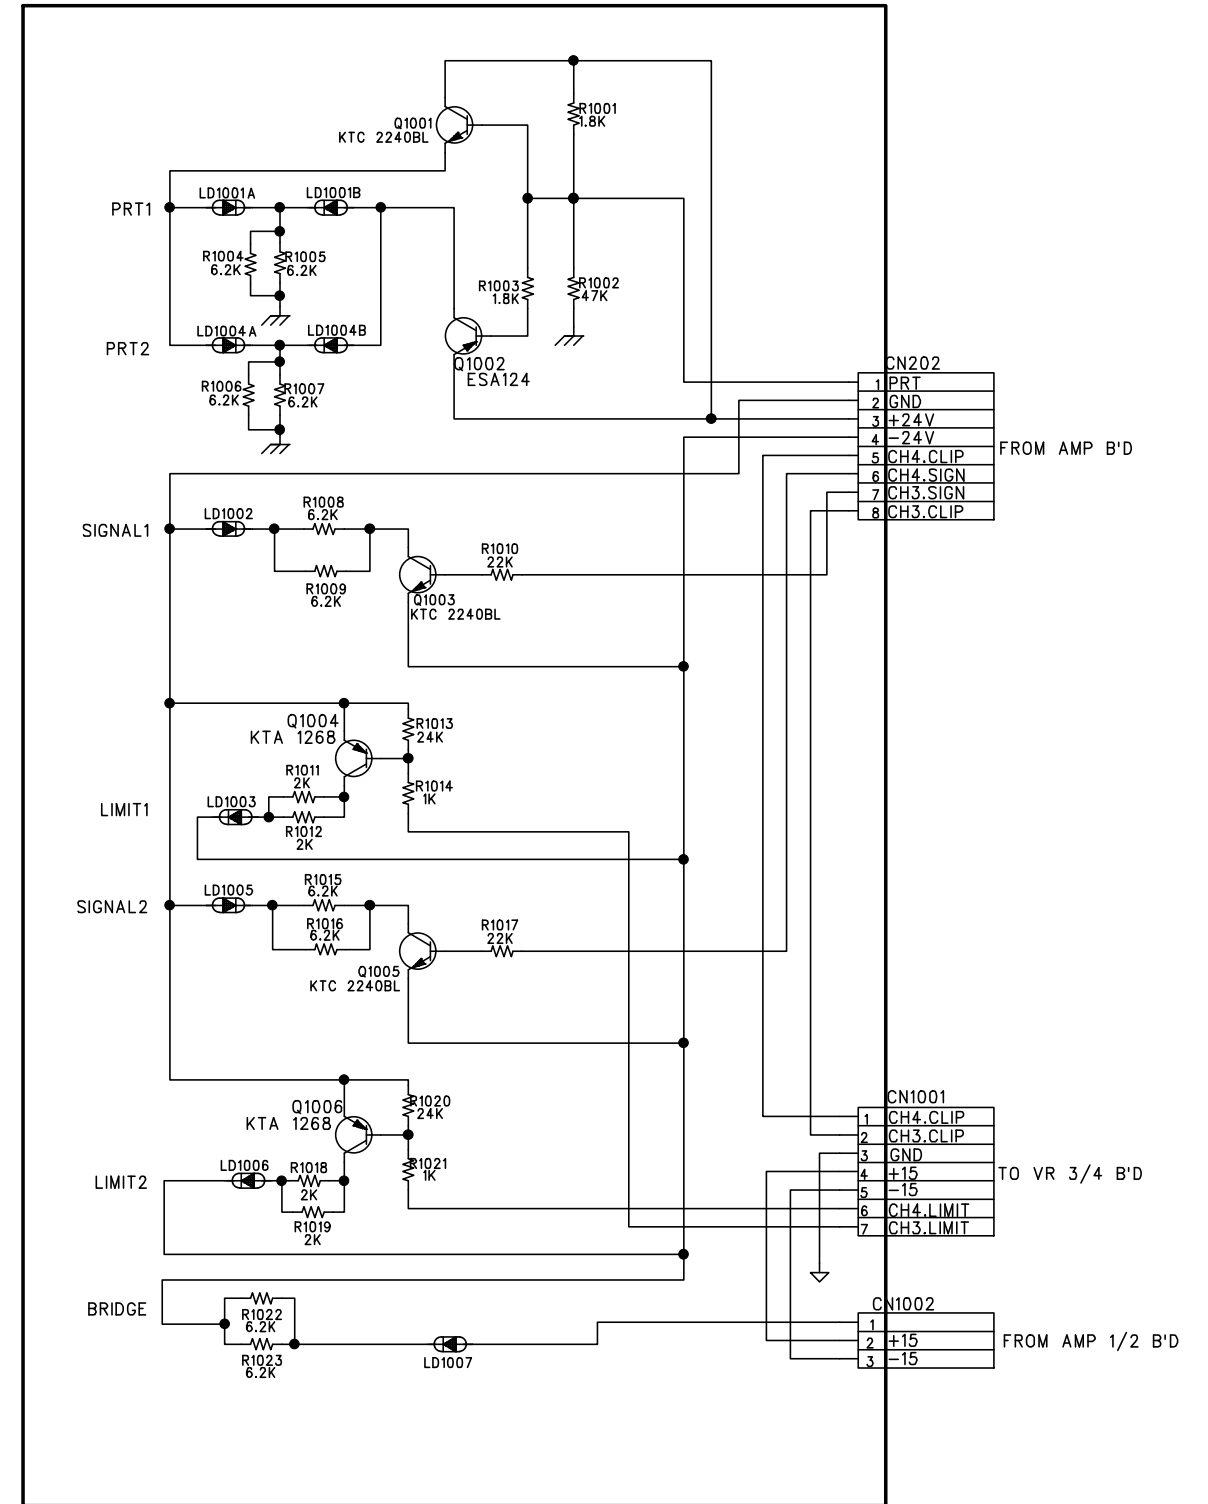 Q1001
KTC 2240BL
R1001
1.8K
PRT1
LD1001A
LD1001B
R1004
6.2K
R1005
6.2K
R1003
1.8K
R1002
47K
PRT2
LD1004A
LD1004B
Q1002
ESA124
R1006
6.2K
R1007
6.2K
CN202
1 PRT
2 GND
3 +24V
4 -24V
5 CH4.CLIP
6 CH4.SIGN
7 CH3.SIGN
8 CH3.CLIP
FROM AMP B'D
SIGNAL1
LD1002
R1008
6.2K
R1009
6.2K
R1010
22K
Q1003
KTC 2240BL
Q1004
KTA 1268
R1013
24K
R1014
1K
R1011
2K
LIMIT1
LD1003
R1012
2K
SIGNAL2
LD1005
R1015
6.2K
R1016
6.2K
R1017
22K
Q1005
KTC 2240BL
Q1006
KTA 1268
R1020
24K
R1021
1K
LIMIT2
LD1006
R1018
2K
R1019
2K
CN1001
1 CH4.CLIP
2 CH3.CLIP
3 GND
4 +15
5 -15
6 CH4.LIMIT
7 CH3.LIMIT
TO VR 3/4 B'D
BRIDGE
R1022
6.2K
R1023
6.2K
LD1007
CN1002
1
2 +15
3 -15
FROM AMP 1/2 B'D